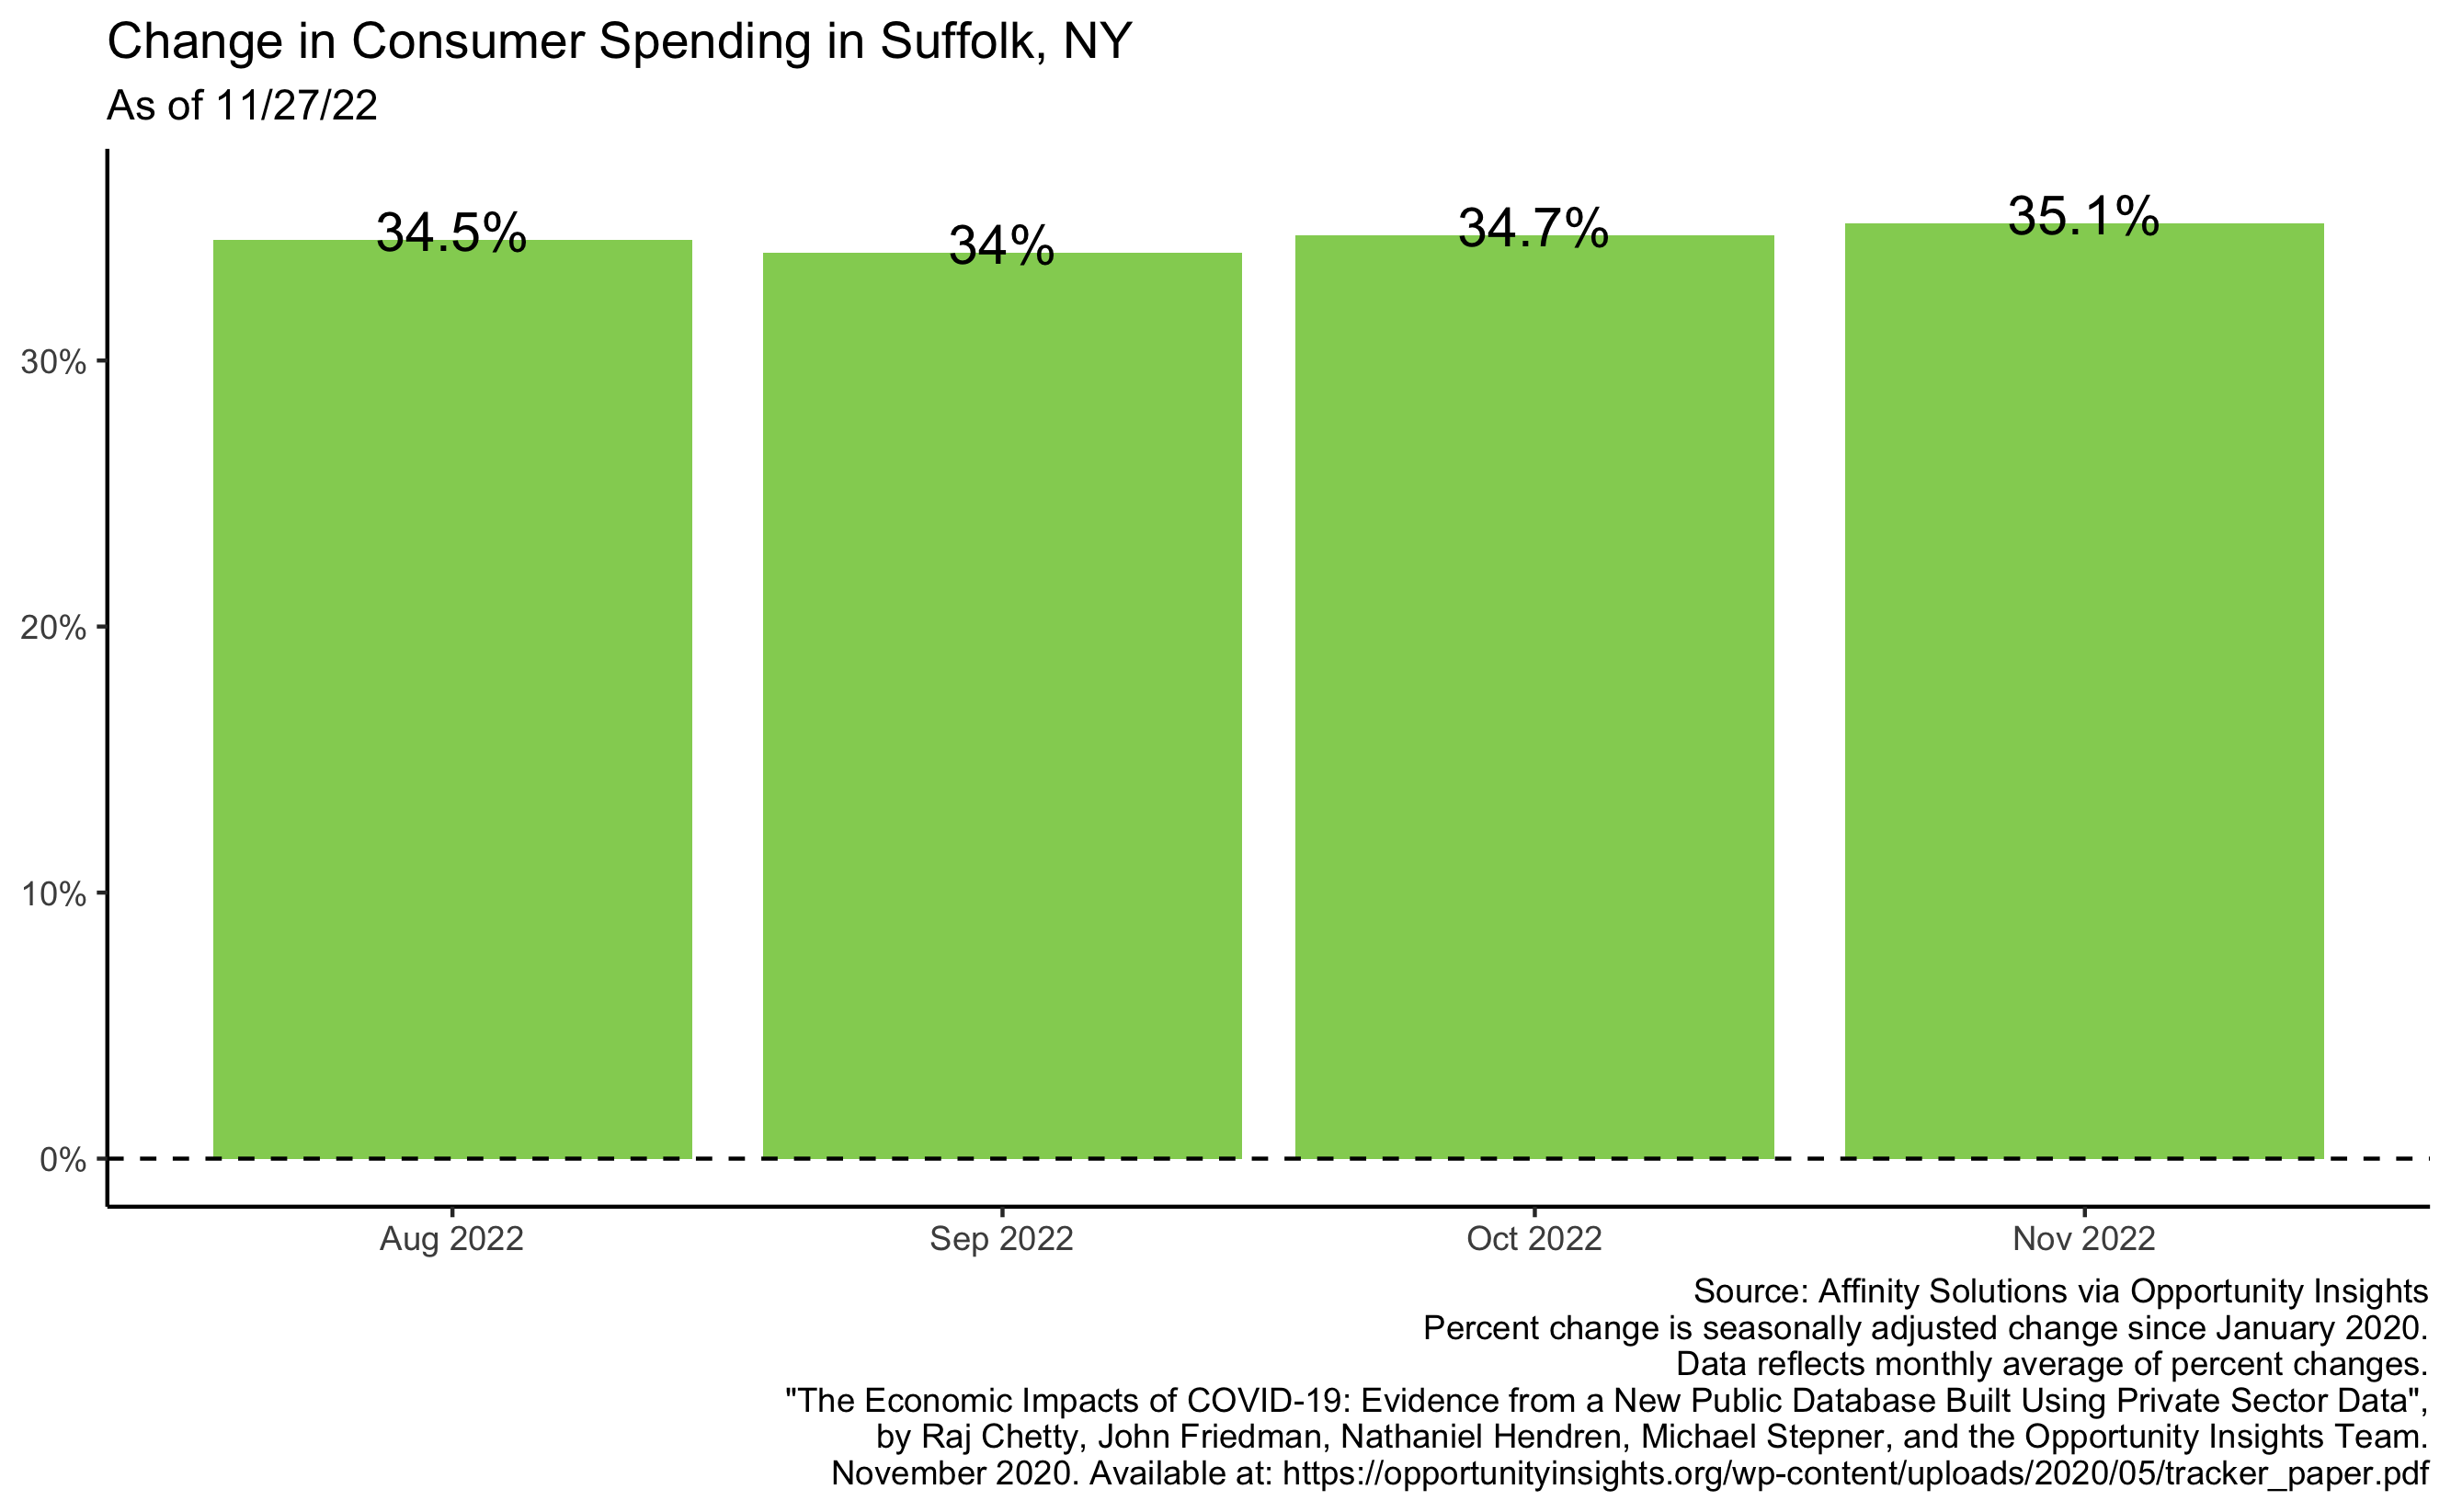 Change in Consumer Spending in Suffolk, NY
As of 11/27/22
34.5%
34%
34.7%
35.1%
30%
20%
10%
0%
Aug 2022
Sep 2022
Oct 2022
Nov 2022
Source: Affinity Solutions via Opportunity Insights
Percent change is seasonally adjusted change since January 2020.
Data reflects monthly average of percent changes.
"The Economic Impacts of COVID-19: Evidence from a New Public Database Built Using Private Sector Data",
by Raj Chetty, John Friedman, Nathaniel Hendren, Michael Stepner, and the Opportunity Insights Team.
November 2020. Available at: https://opportunityinsights.org/wp-content/uploads/2020/05/tracker_paper.pdf